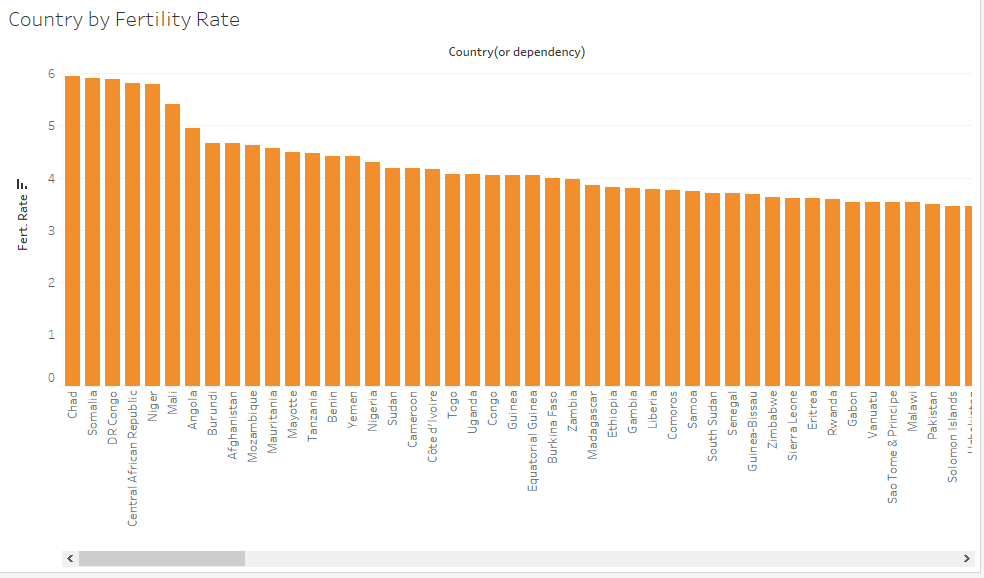 Country by Fertility Rate
Country(or dependency)
Fert. Rate
6
5
4
3
2
1
0
Chad
Somalia
DR Congo
Central African Republic
Niger
Mali
Angola
Burundi
Afghanistan
Mozambique
Mauritania
Mayotte
Tanzania
Benin
Yemen
Nigeria
Sudan
Cameroon
Côte d'Ivoire
Togo
Uganda
Congo
Guinea
Equatorial Guinea
Burkina Faso
Zambia
Madagascar
Ethiopia
Gambia
Liberia
Comoros
Samoa
South Sudan
Senegal
Guinea-Bissau
Zimbabwe
Sierra Leone
Eritrea
Rwanda
Gabon
Vanuatu
Sao Tome & Principe
Malawi
Pakistan
Solomon Islands